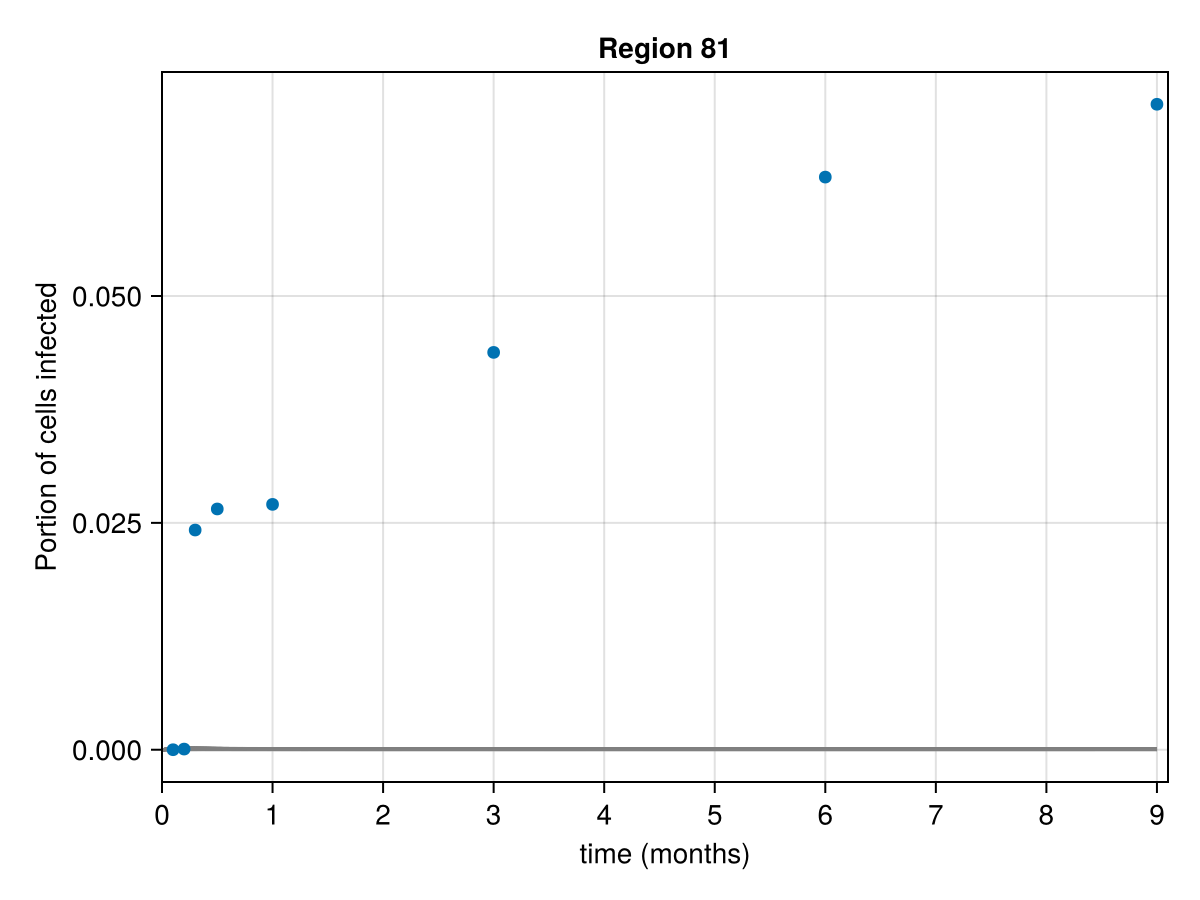 Region 81
Portion of cells infected
0.050
0.025
0.000
0 1 2 3 4 5 6 7 8 9
time (months)